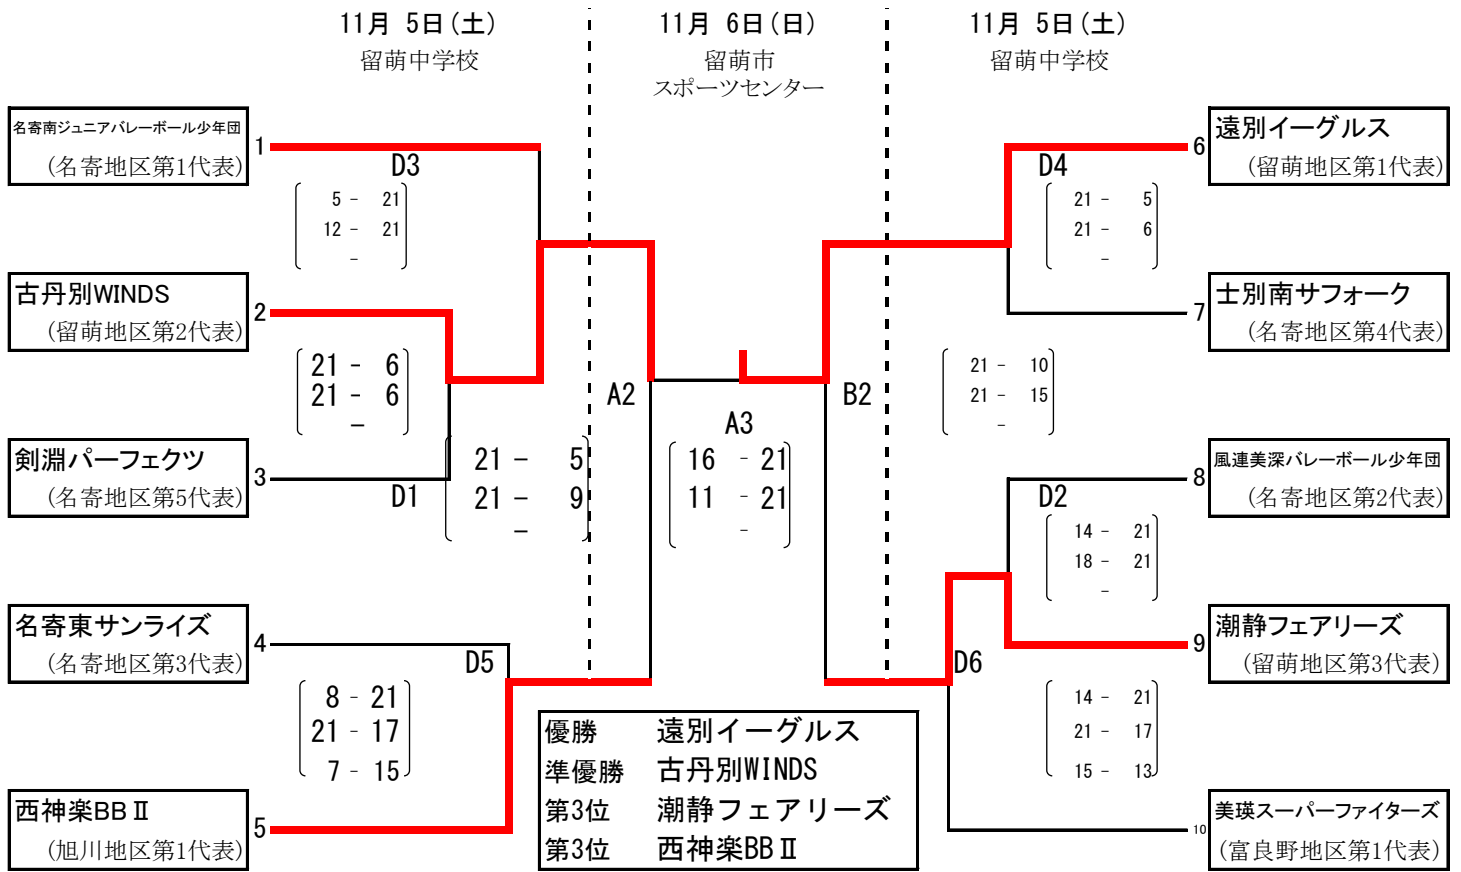 11月 5日(土)
留萌中学校
11月 6日(日)
留萌市
スポーツセンター
11月 5日(土)
留萌中学校
名寄南ジュニアバレーボール少年団
(名寄地区第1代表)
1
D3
5 - 21
12 - 21
-
古丹別WINDS
(留萌地区第2代表)
2
21 - 6
21 - 6
-
剣淵パーフェクツ
(名寄地区第5代表)
3
D1
21 - 5
21 - 9
-
名寄東サンライズ
(名寄地区第3代表)
4
D5
8 - 21
21 - 17
7 - 15
西神楽BBⅡ
(旭川地区第1代表)
5
A2
A3
16 - 21
11 - 21
-
B2
遠別イーグルス
(留萌地区第1代表)
6
D4
21 - 5
21 - 6
-
士別南サフォーク
(名寄地区第4代表)
7
21 - 10
21 - 15
-
風連美深バレーボール少年団
(名寄地区第2代表)
8
D2
14 - 21
18 - 21
-
潮静フェアリーズ
(留萌地区第3代表)
9
D6
14 - 21
21 - 17
15 - 13
美瑛スーパーファイターズ
(富良野地区第1代表)
10
優勝 遠別イーグルス
準優勝 古丹別WINDS
第3位 潮静フェアリーズ
第3位 西神楽BBⅡ